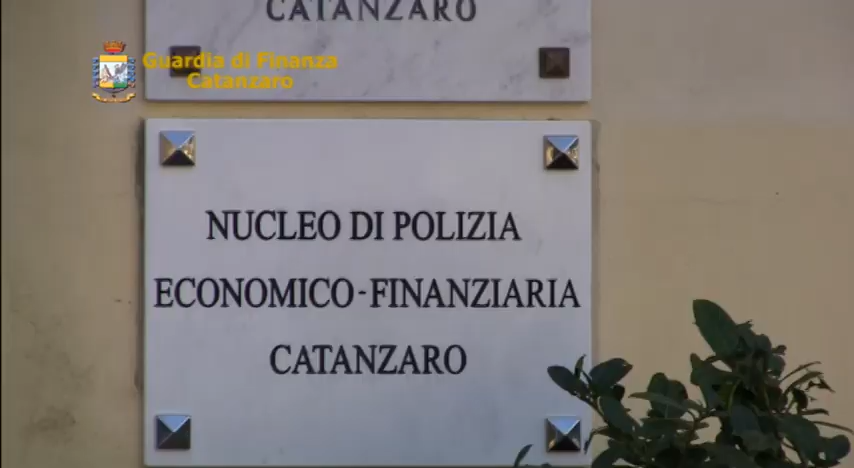 CATANZARO
Guardia di Finanza
Catanzaro
NUCLEO DI POLIZIA
ECONOMICO-FINANZIARIA
CATANZARO